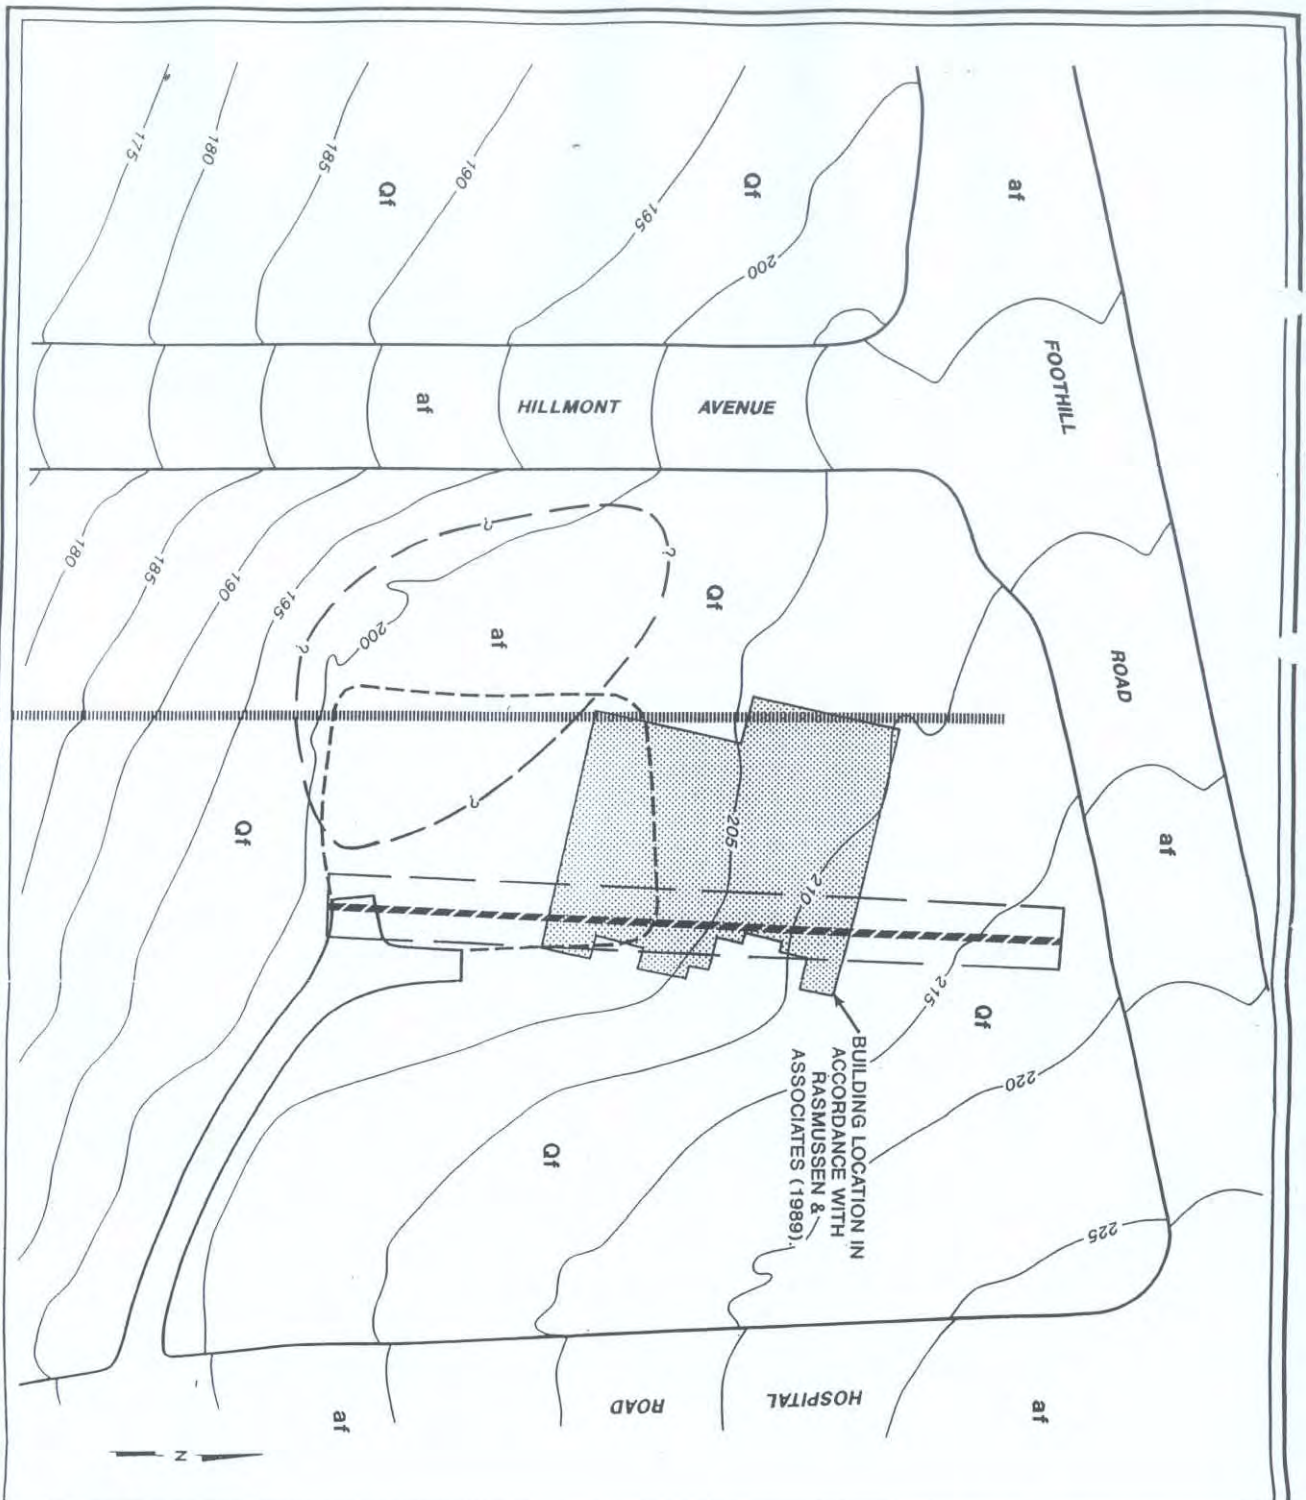 175
180
185
190
195
200
Qf
Qf
af
af
HILLMONT AVENUE
FOOTHILL ROAD
180
185
190
195
200
?
?
?
?
af
Qf
Qf
205
210
215
220
225
af
Qf
BUILDING LOCATION IN
ACCORDANCE WITH
RASMUSSEN &
ASSOCIATES (1989).
Qf
HOSPITAL ROAD
af
af
N